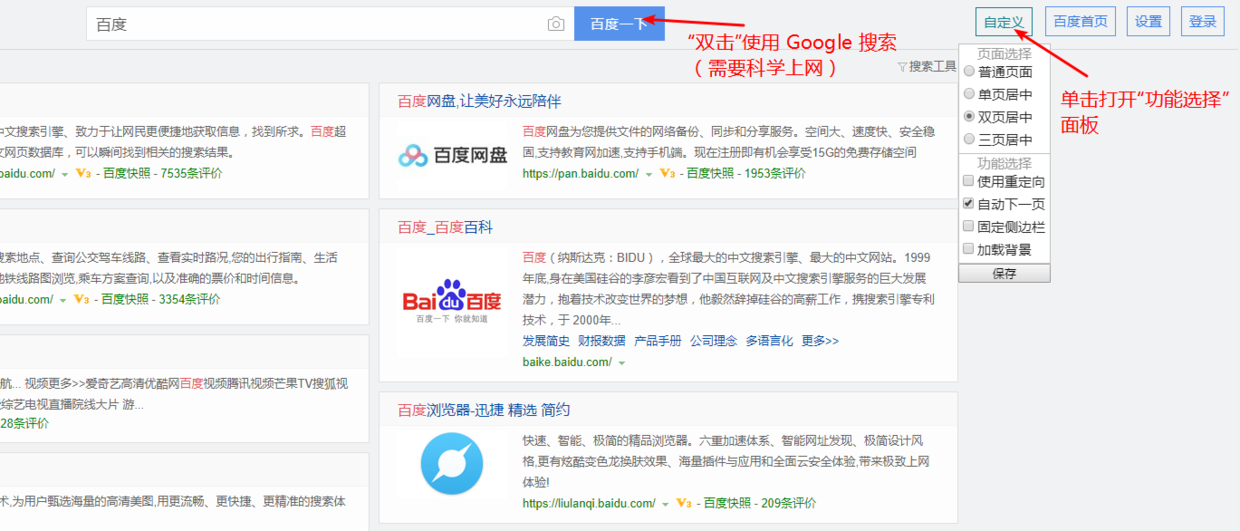 百度
百度一下
自定义
百度首页
设置
登录
“双击”使用 Google 搜索
（需要科学上网）
搜索工具
单击打开“功能选择”
面板
页面选择
普通页面
单页居中
双页居中
三页居中
功能选择
使用重定向
自动下一页
固定侧边栏
加载背景
保存
中文搜索引擎、致力于让网民更便捷地获取信息，找到所求。百度超
文网页数据库，可以瞬间找到相关的搜索结果。
baidu.com/ V3 - 百度快照 - 7535条评价
搜索地点、查询公交驾车线路、查看实时路况,您的出行指南、生活
地铁线路图浏览,乘车方案查询,以及准确的票价和时间信息。
baidu.com/ V3 - 百度快照 - 3354条评价
航... 视频更多>>爱奇艺高清优酷网百度视频腾讯视频芒果TV搜狐视
综艺电视直播院线大片 游...
28条评价
术,为用户甄选海量的高清美图,用更流畅、更快捷、更精准的搜索体
百度网盘,让美好永远陪伴
百度网盘
百度网盘为您提供文件的网络备份、同步和分享服务。空间大、速度快、安全稳
固,支持教育网加速,支持手机端。现在注册即有机会享受15G的免费存储空间
https://pan.baidu.com/ V3 - 百度快照 - 1953条评价
百度_百度百科
Bai du 百度
百度一下 你就知道
百度（纳斯达克：BIDU），全球最大的中文搜索引擎、最大的中文网站。1999
年底,身在美国硅谷的李彦宏看到了中国互联网及中文搜索引擎服务的巨大发展
潜力，抱着技术改变世界的梦想，他毅然辞掉硅谷的高薪工作，携搜索引擎专利
技术，于 2000年...
发展简史 财报数据 产品手册 公司理念 多语言化 更多>>
baike.baidu.com/
百度浏览器-迅捷 精选 简约
快速、智能、极简的精品浏览器。六重加速体系、智能网址发现、极简设计风
格,更有炫酷变色龙换肤效果、海量插件与应用和全面云安全体验,带来极致上网
体验!
https://liulanqi.baidu.com/ V3 - 百度快照 - 209条评价